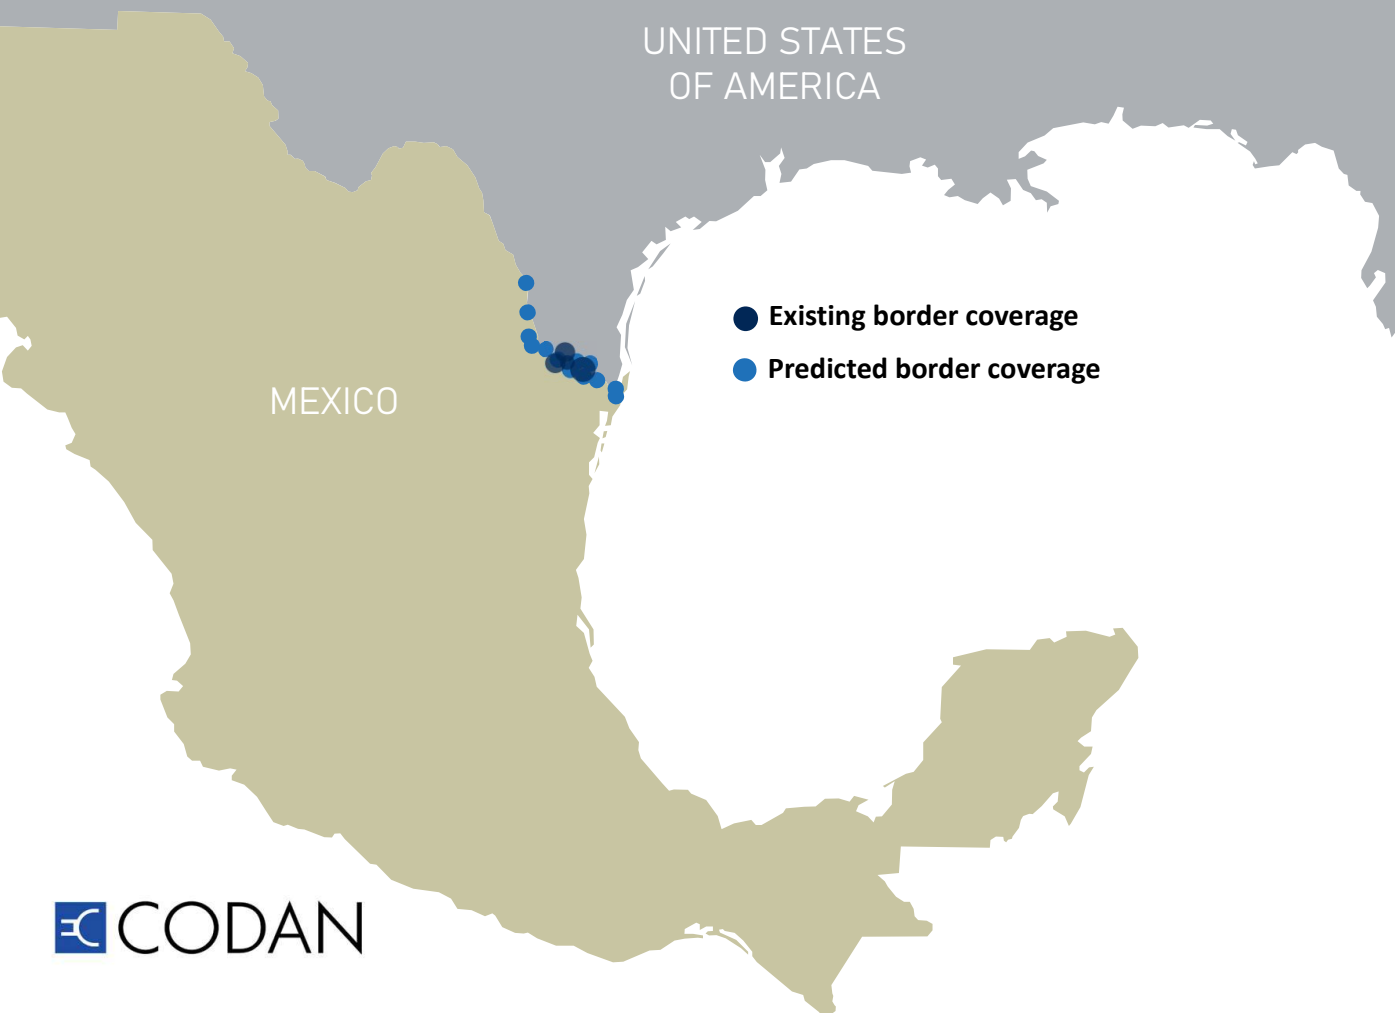 UNITED STATES
OF AMERICA
Existing border coverage
Predicted border coverage
MEXICO
CODAN